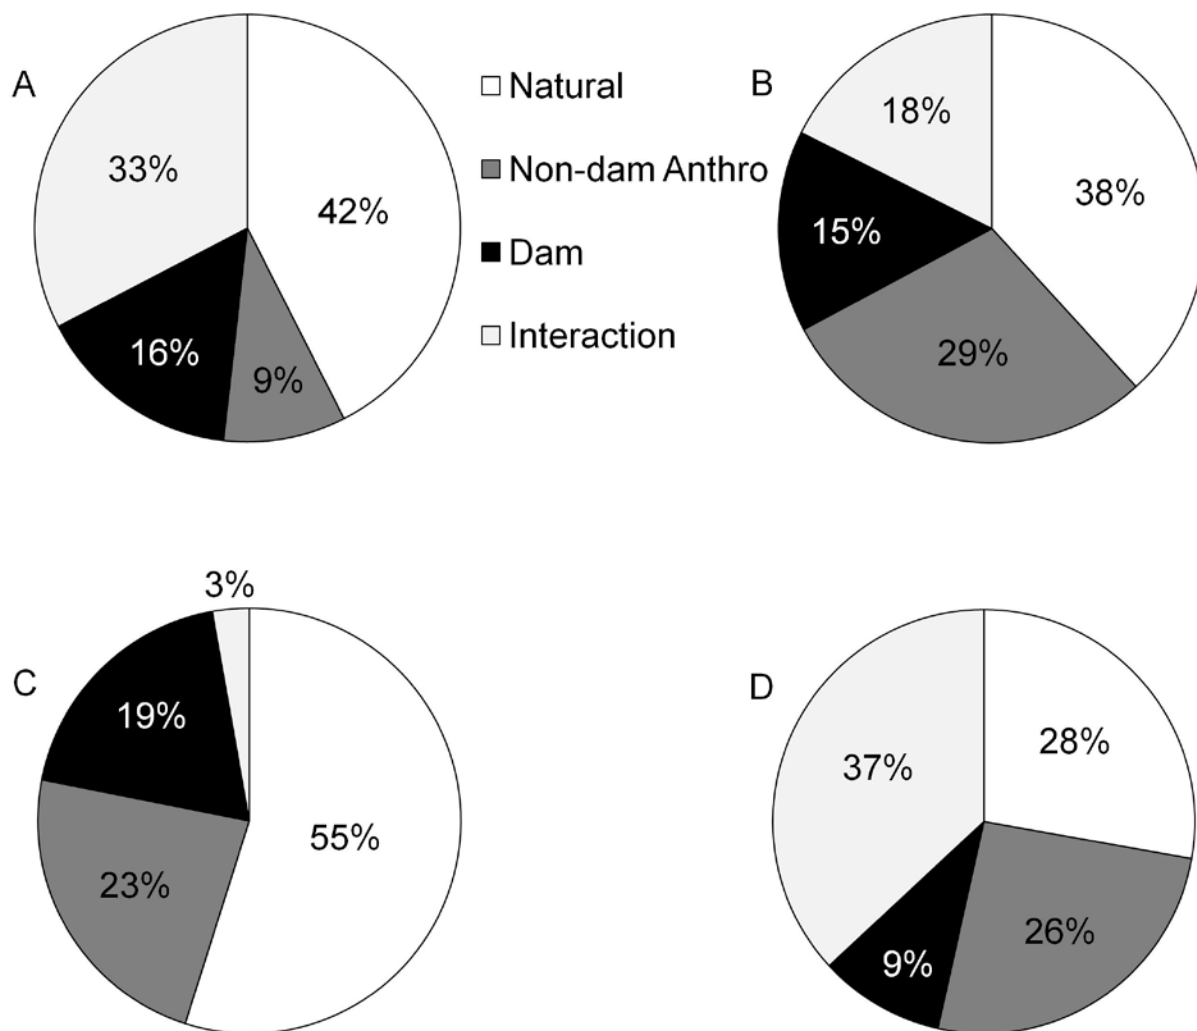 A
33%
42%
16%
9%
Natural
Non-dam Anthro
Dam
Interaction
B
18%
38%
15%
29%
C
3%
19%
55%
23%
D
28%
37%
26%
9%